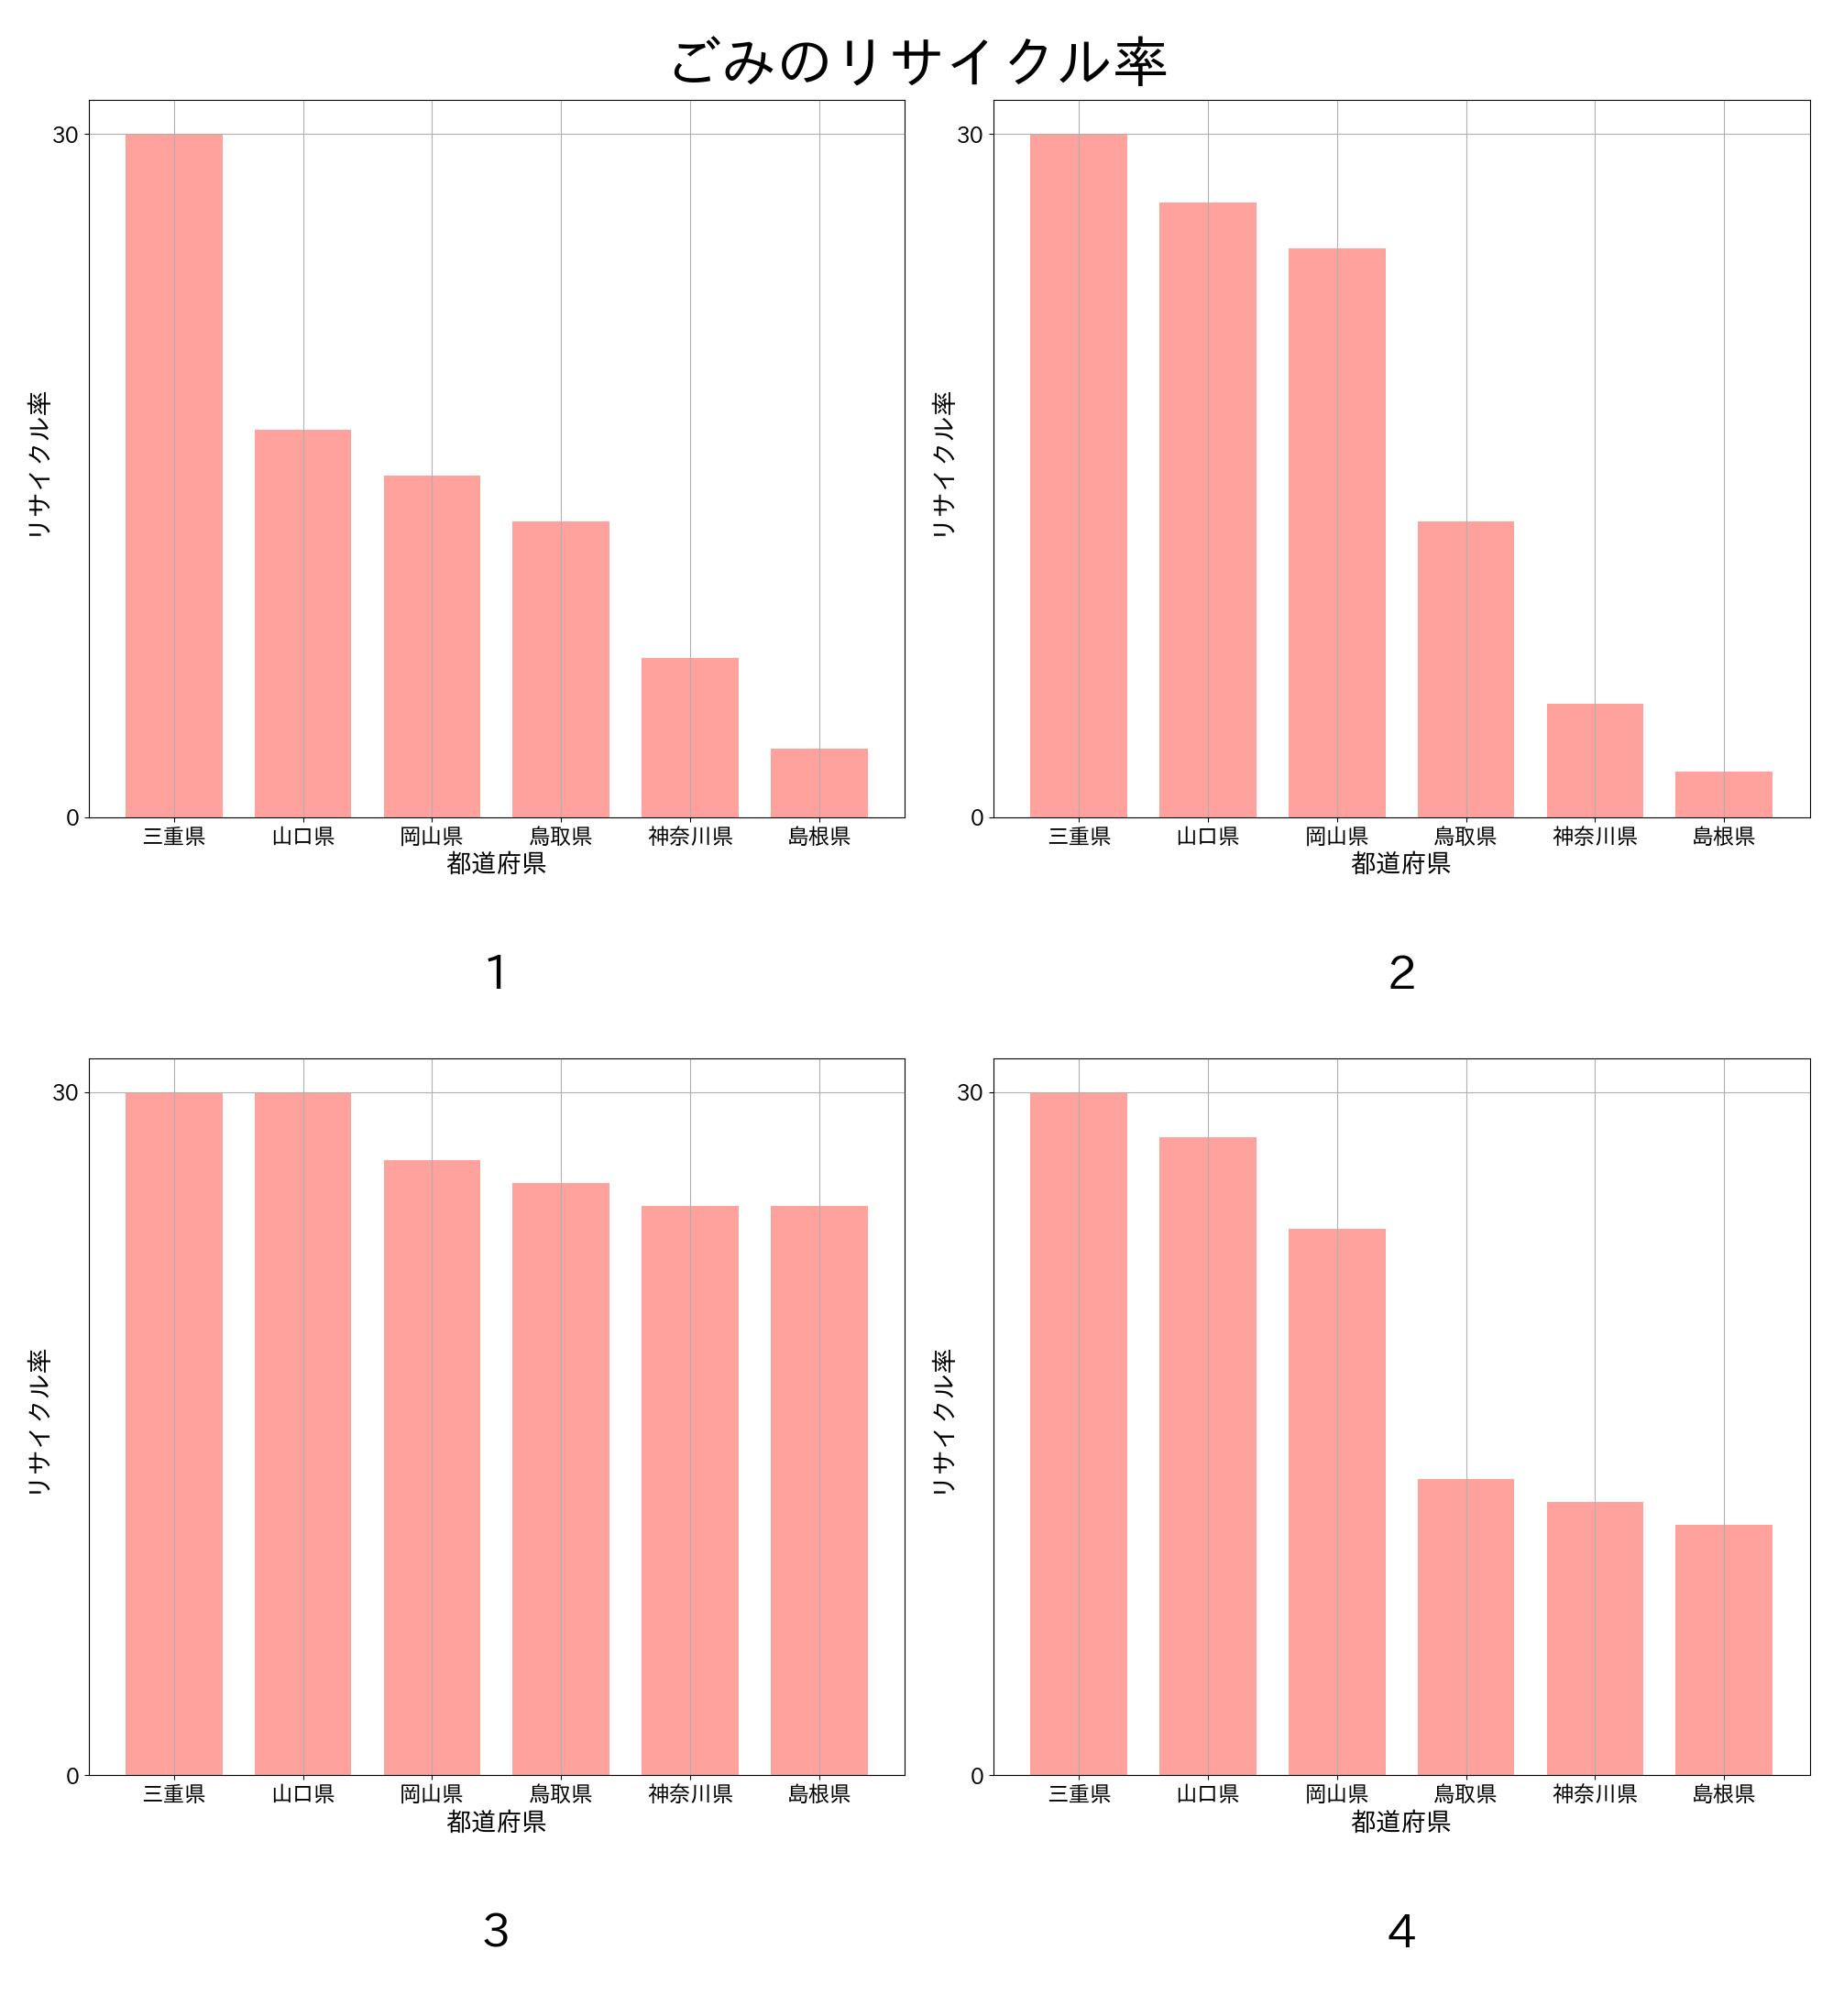 ごみのリサイクル率
30
0
リサイクル率
三重県 山口県 岡山県 鳥取県 神奈川県 島根県
都道府県
1
30
0
リサイクル率
三重県 山口県 岡山県 鳥取県 神奈川県 島根県
都道府県
2
30
0
リサイクル率
三重県 山口県 岡山県 鳥取県 神奈川県 島根県
都道府県
3
30
0
リサイクル率
三重県 山口県 岡山県 鳥取県 神奈川県 島根県
都道府県
4